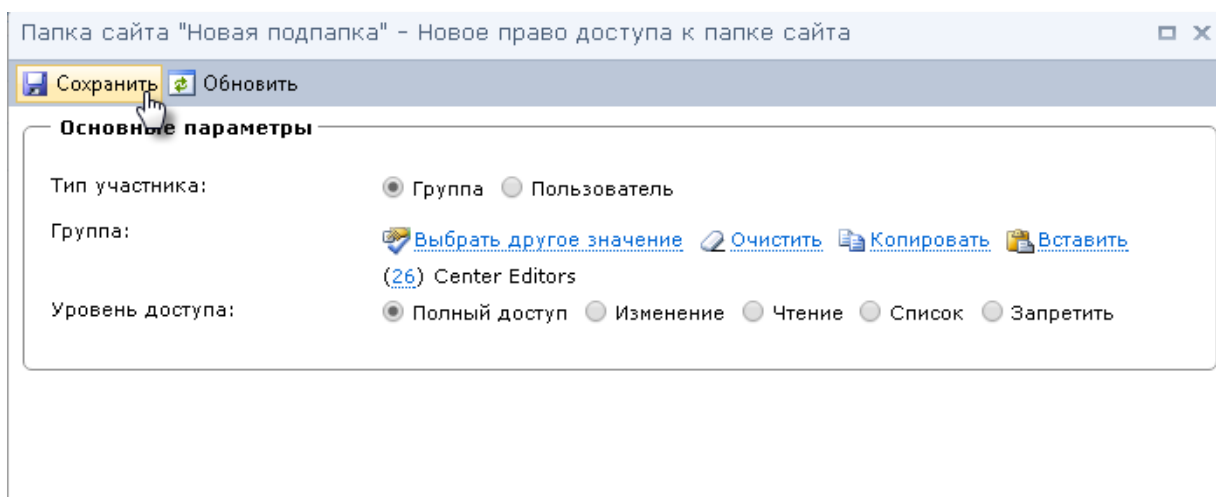 Папка сайта "Новая подпапка" - Новое право доступа к папке сайта
Сохранить Обновить
Основные параметры
Тип участника: Группа Пользователь
Группа: Выбрать другое значение Очистить Копировать Вставить
(26) Center Editors
Уровень доступа: Полный доступ Изменение Чтение Список Запретить